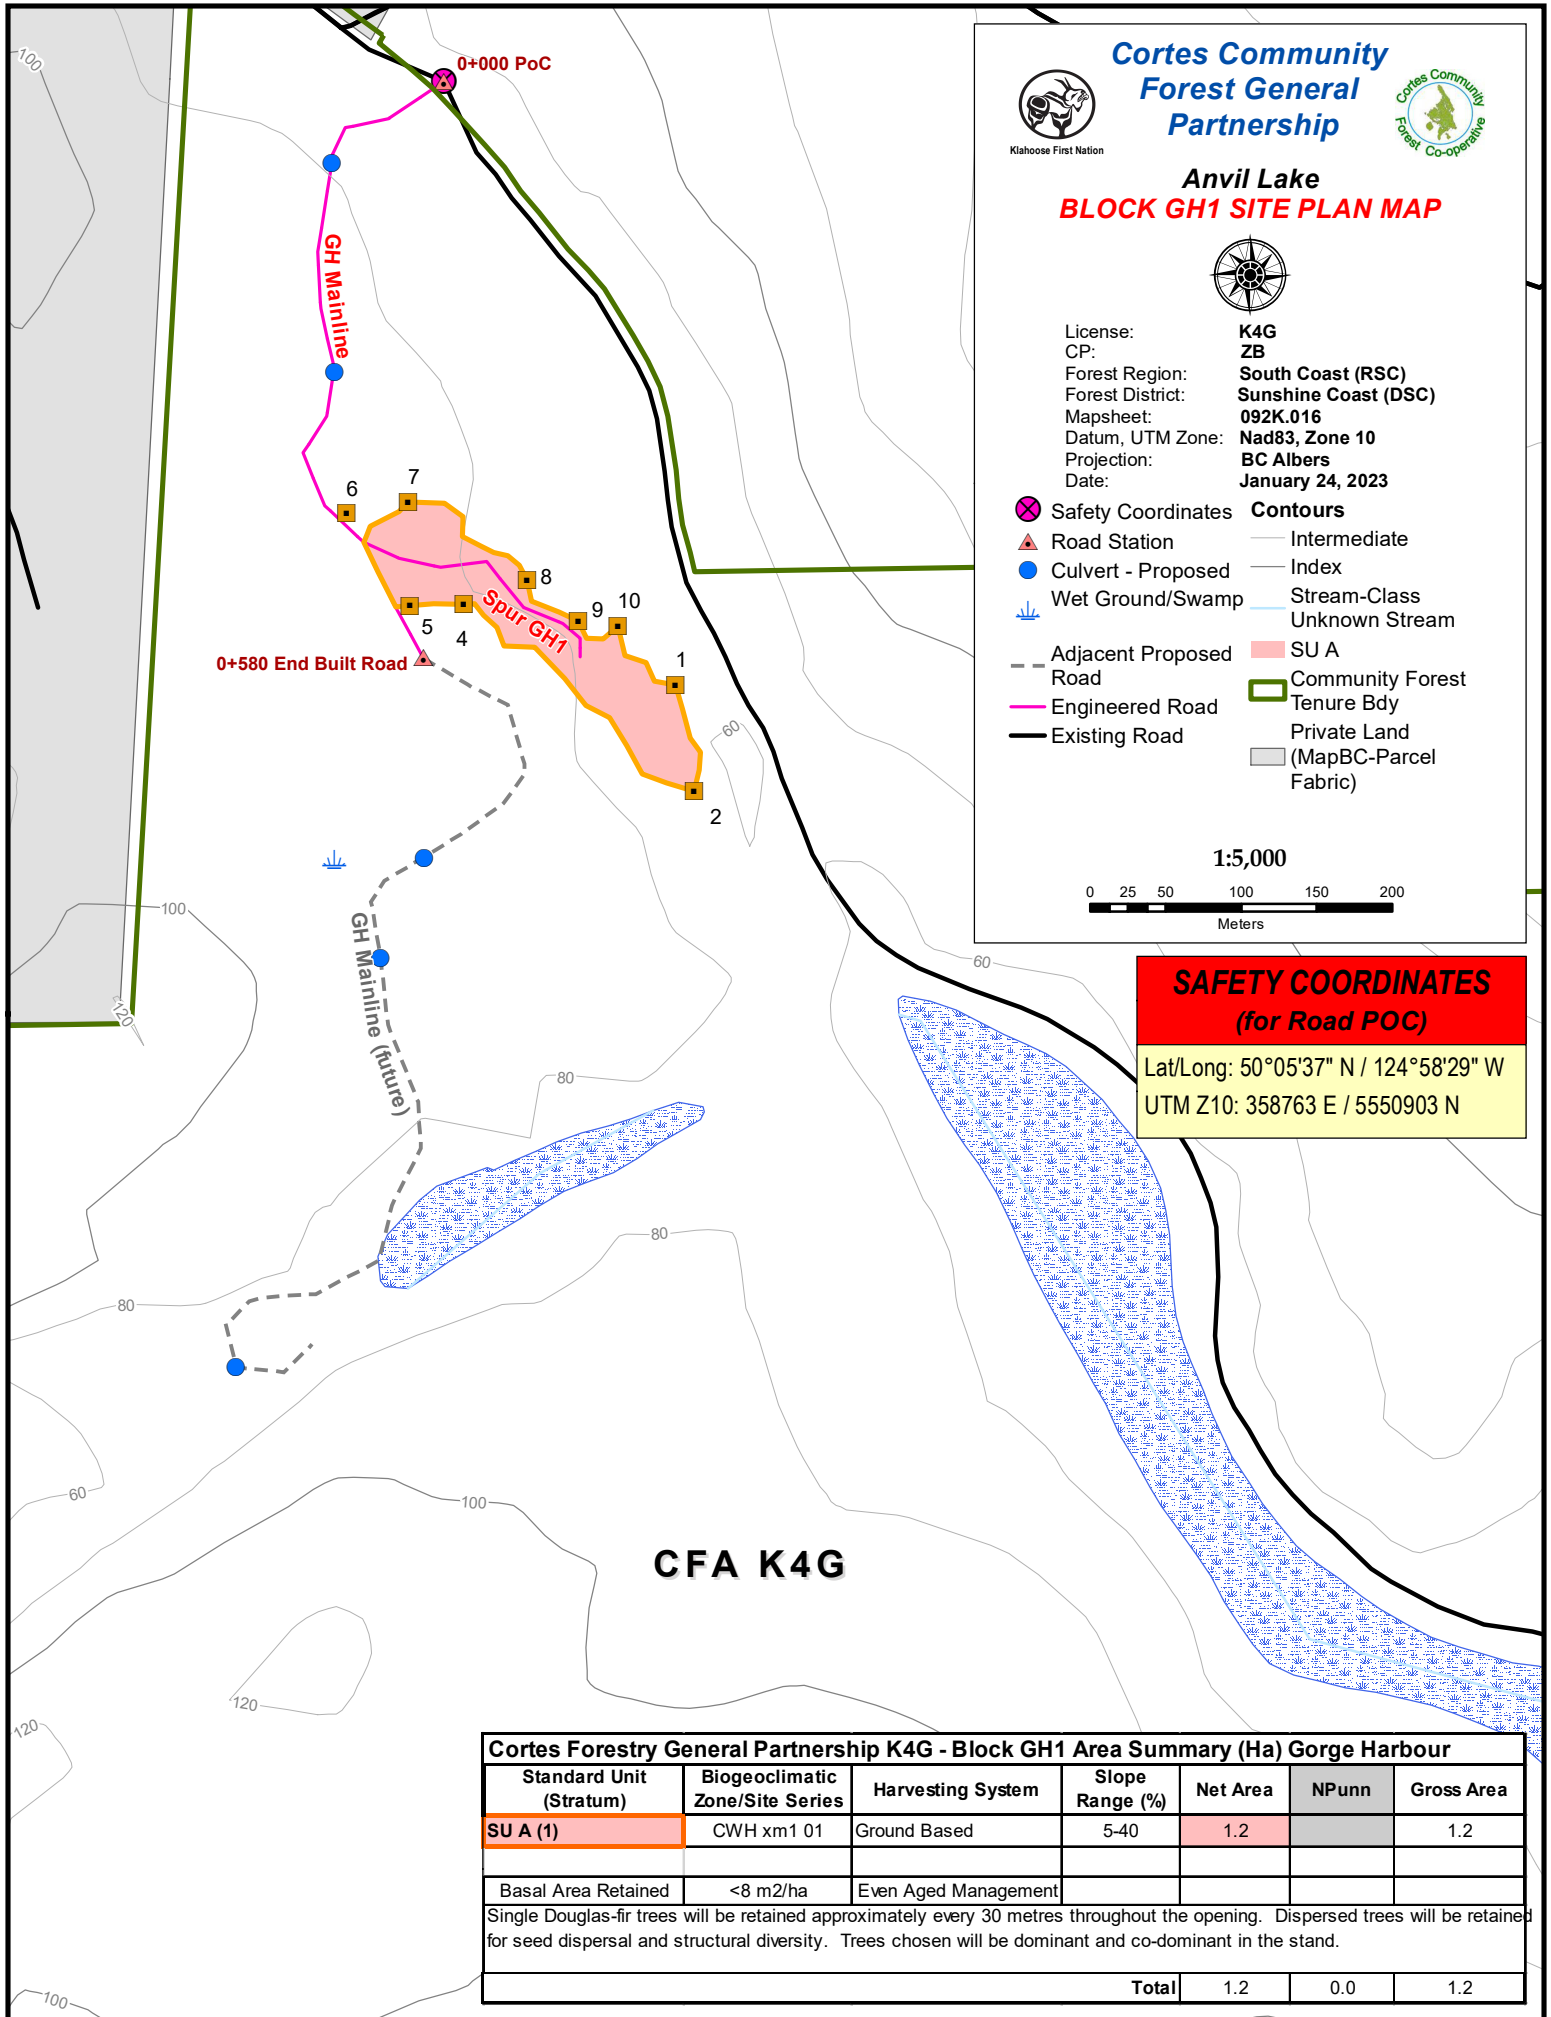 100
0+000 PoC
GH Mainline
6
7
8
9
10
5
4
1
2
Spur GH1
0+580 End Built Road
60
100
120
GH Mainline (future)
60
80
80
80
60
100
CFA K4G
120
120
100
Klahoose First Nation
Cortes Community
Forest General
Partnership
Cortes Community
Forest Co-operative
Anvil Lake
BLOCK GH1 SITE PLAN MAP
License: K4G
CP: ZB
Forest Region: South Coast (RSC)
Forest District: Sunshine Coast (DSC)
Mapsheet: 092K.016
Datum, UTM Zone: Nad83, Zone 10
Projection: BC Albers
Date: January 24, 2023
Safety Coordinates
Road Station
Culvert - Proposed
Wet Ground/Swamp
Adjacent Proposed
Road
Engineered Road
Existing Road
Contours
Intermediate
Index
Stream-Class
Unknown Stream
SU A
Community Forest
Tenure Bdy
Private Land
(MapBC-Parcel
Fabric)
1:5,000
0 25 50 100 150 200
Meters
SAFETY COORDINATES
(for Road POC)
Lat/Long: 50°05'37" N / 124°58'29" W
UTM Z10: 358763 E / 5550903 N
Cortes Forestry General Partnership K4G - Block GH1 Area Summary (Ha) Gorge Harbour
Standard Unit (Stratum) Biogeoclimatic Zone/Site Series Harvesting System Slope Range (%) Net Area NPunn Gross Area
SU A (1) CWH xm1 01 Ground Based 5-40 1.2 1.2
Basal Area Retained <8 m2/ha Even Aged Management
Single Douglas-fir trees will be retained approximately every 30 metres throughout the opening. Dispersed trees will be retained
for seed dispersal and structural diversity. Trees chosen will be dominant and co-dominant in the stand.
Total 1.2 0.0 1.2